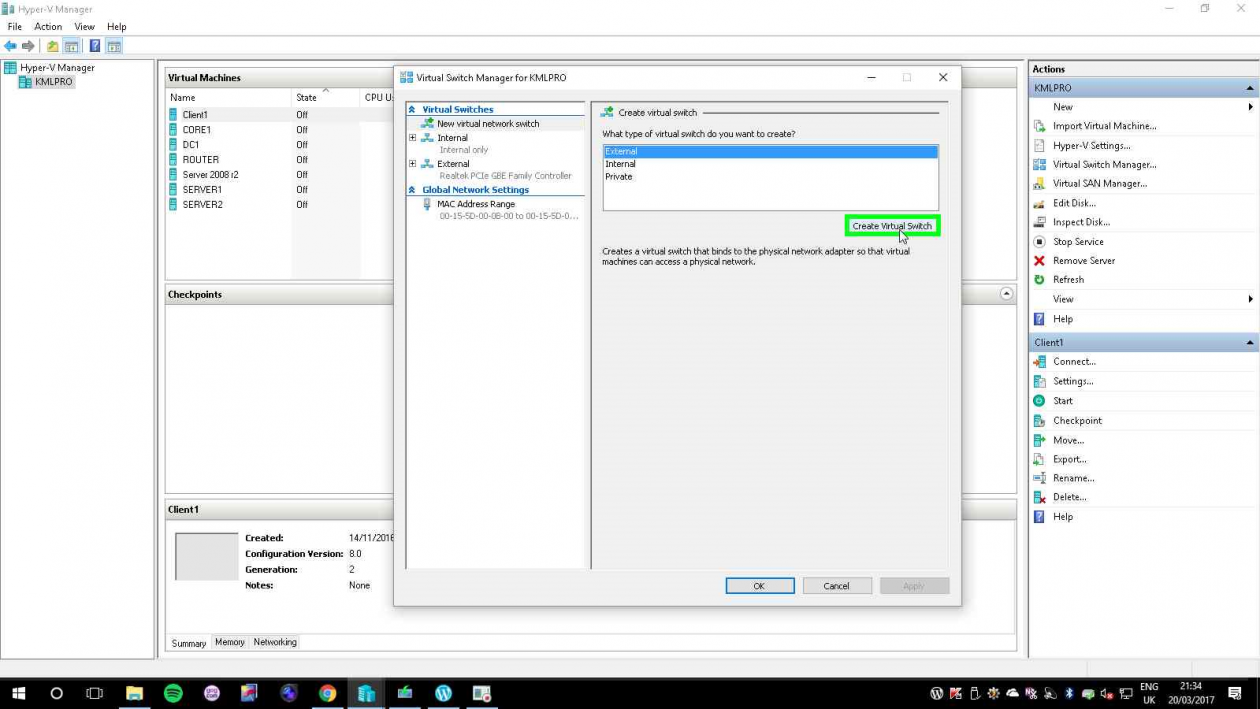 Hyper-V Manager
File Action View Help
Hyper-V Manager
KMLPRO
Virtual Machines
Name State CPU U
Client1 Off
CORE1 Off
DC1 Off
ROUTER Off
Server 2008 r2 Off
SERVER1 Off
SERVER2 Off
Checkpoints
Client1
Created: 14/11/2016
Configuration Version: 8.0
Generation: 2
Notes: None
Summary Memory Networking
Virtual Switch Manager for KMLPRO
Virtual Switches
New virtual network switch
Internal
Internal only
External
Realtek PCIe GBE Family Controller
Global Network Settings
MAC Address Range
00-15-5D-00-0B-00 to 00-15-5D-0...
Create virtual switch
What type of virtual switch do you want to create?
External
Internal
Private
Create Virtual Switch
Creates a virtual switch that binds to the physical network adapter so that virtual
machines can access a physical network.
OK Cancel Apply
Actions
KMLPRO
New
Import Virtual Machine...
Hyper-V Settings...
Virtual Switch Manager...
Virtual SAN Manager...
Edit Disk...
Inspect Disk...
Stop Service
Remove Server
Refresh
View
Help
Client1
Connect...
Settings...
Start
Checkpoint
Move...
Export...
Rename...
Delete...
Help
ENG
UK
21:34
20/03/2017